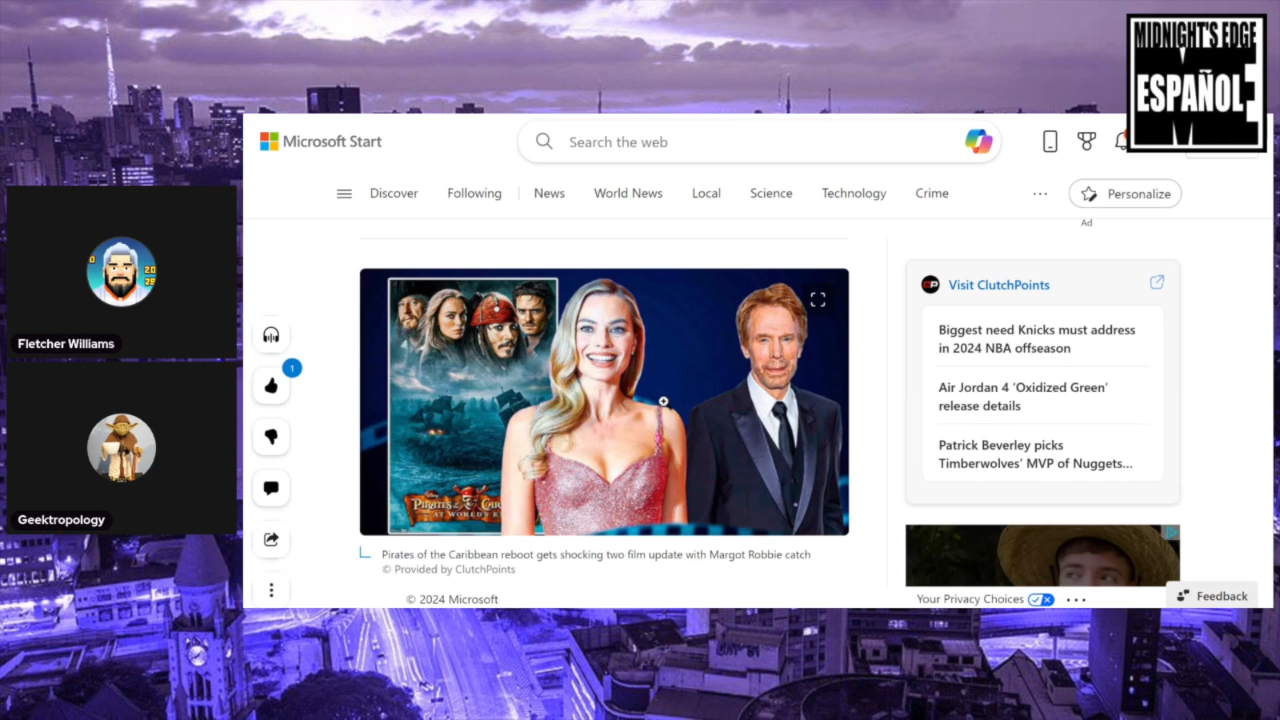 MIDNIGHT'S EDGE
ESPAÑOL
Microsoft Start
Search the web
Discover
Following
News
World News
Local
Science
Technology
Crime
Personalize
Ad
Fletcher Williams
Geektropology
1
Visit ClutchPoints
Biggest need Knicks must address
in 2024 NBA offseason
Air Jordan 4 ‘Oxidized Green’
release details
Patrick Beverley picks
Timberwolves’ MVP of Nuggets...
Pirates of the Caribbean reboot gets shocking two film update with Margot Robbie catch
© Provided by ClutchPoints
© 2024 Microsoft
Your Privacy Choices
Feedback